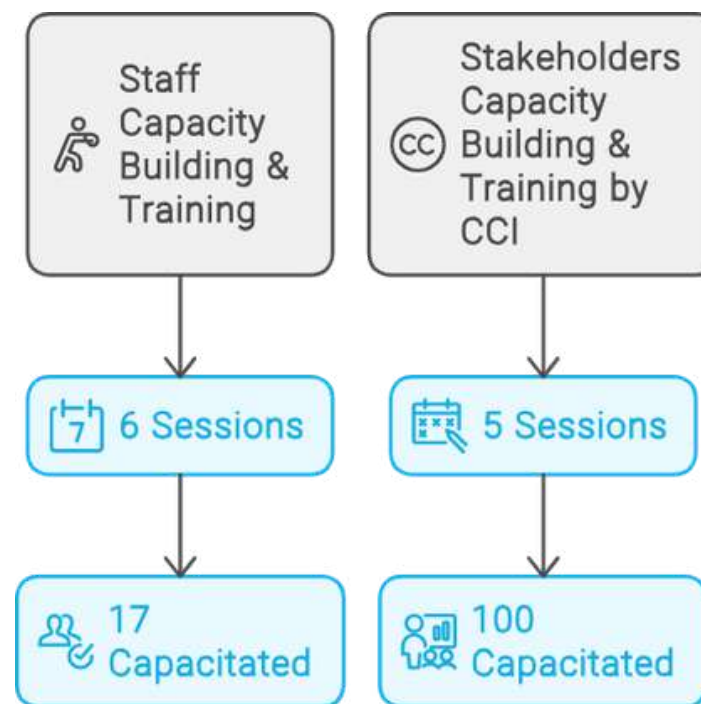 Staff
Capacity
Building &
Training
CC
Stakeholders
Capacity
Building &
Training by
CCI
7
6 Sessions
5 Sessions
17
Capacitated
100
Capacitated